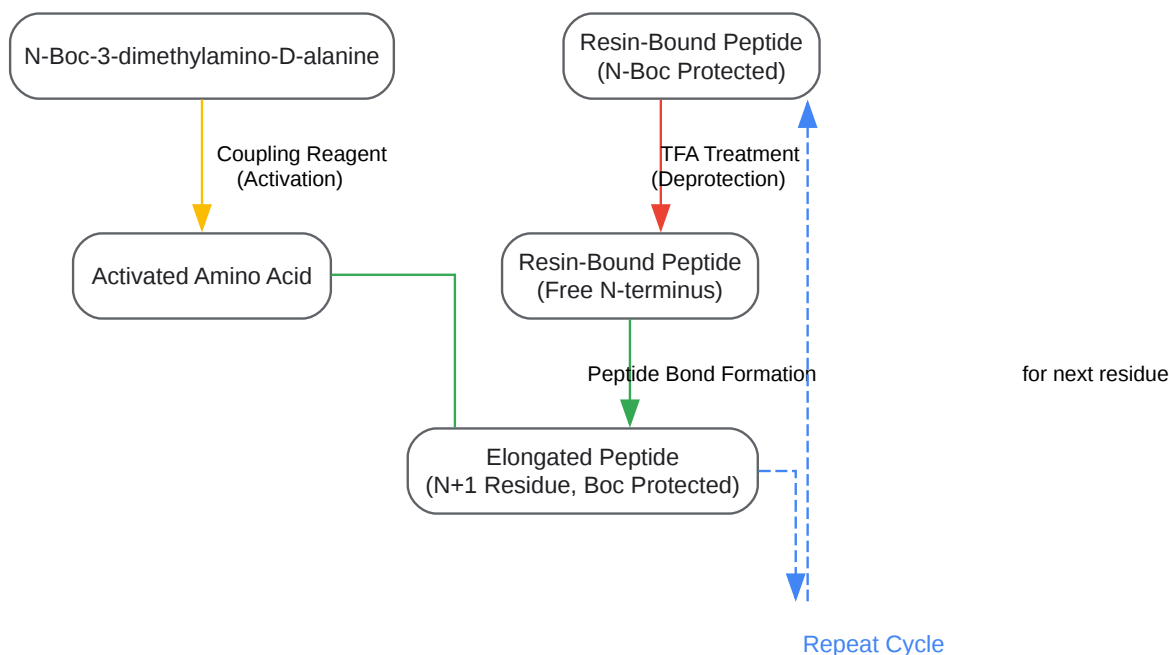 N-Boc-3-dimethylamino-D-alanine
Resin-Bound Peptide
(N-Boc Protected)
Coupling Reagent
(Activation)
TFA Treatment
(Deprotection)
Activated Amino Acid
Resin-Bound Peptide
(Free N-terminus)
Peptide Bond Formation
for next residue
Elongated Peptide
(N+1 Residue, Boc Protected)
Repeat Cycle